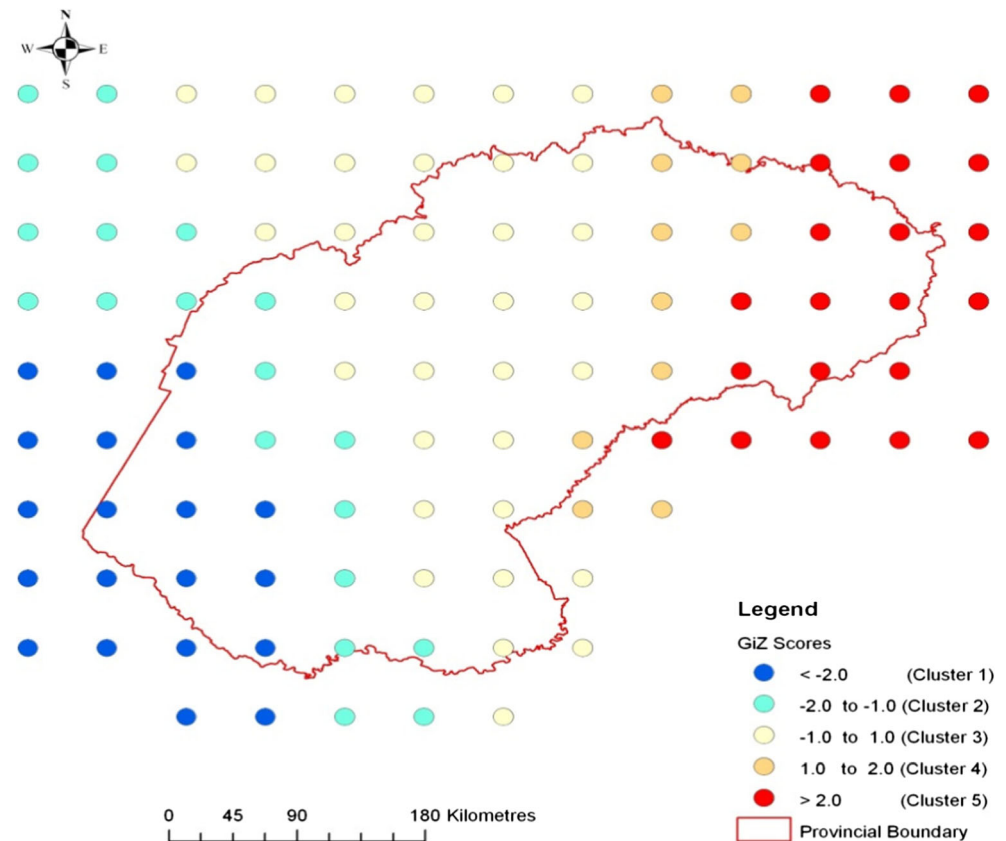 N
W E
S
Legend
GiZ Scores
< -2.0 (Cluster 1)
-2.0 to -1.0 (Cluster 2)
-1.0 to 1.0 (Cluster 3)
1.0 to 2.0 (Cluster 4)
> 2.0 (Cluster 5)
Provincial Boundary
0 45 90 180 Kilometres